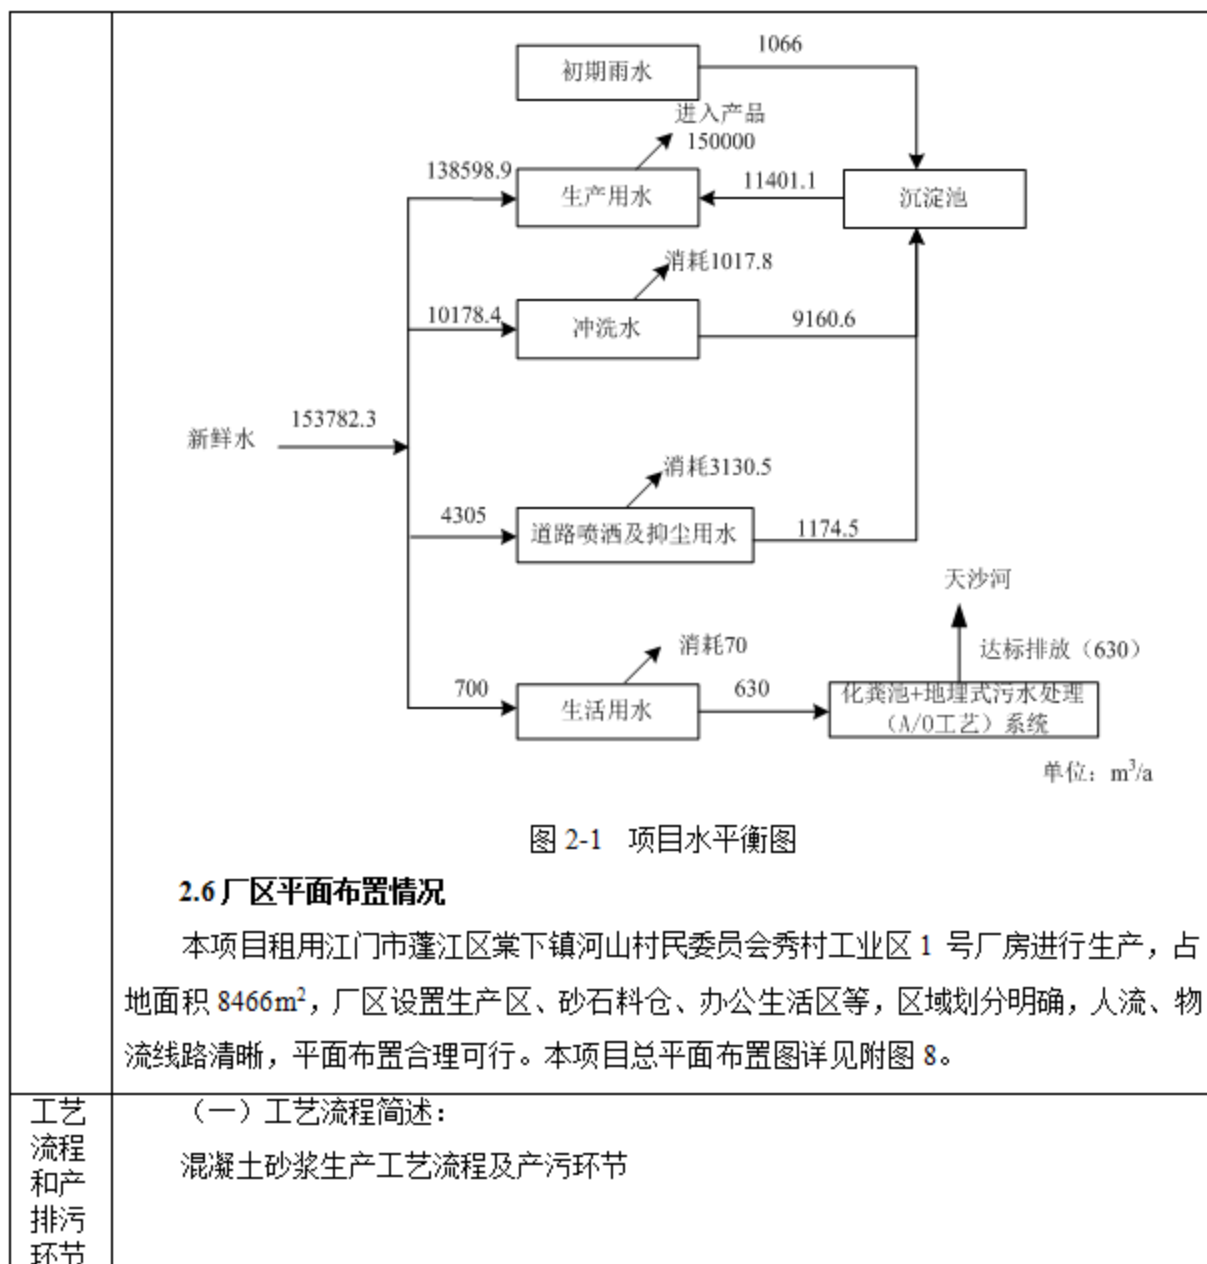 1066
初期雨水
进入产品
150000
138598.9
生产用水
11401.1
沉淀池
消耗1017.8
10178.4
冲洗水
9160.6
153782.3
新鲜水
消耗3130.5
4305
道路喷洒及抑尘用水
1174.5
天沙河
消耗70
达标排放（630）
700
生活用水
630
化粪池+地埋式污水处理
（A/O工艺）系统
单位：m³/a
图 2-1 项目水平衡图
2.6 厂区平面布置情况
本项目租用江门市蓬江区棠下镇河山村民委员会秀村工业区 1 号厂房进行生产，占
地面积 8466m²，厂区设置生产区、砂石料仓、办公生活区等，区域划分明确，人流、物
流线路清晰，平面布置合理可行。本项目总平面布置图详见附图 8。
工艺
流程
和产
排污
环节
（一）工艺流程简述：
混凝土砂浆生产工艺流程及产污环节